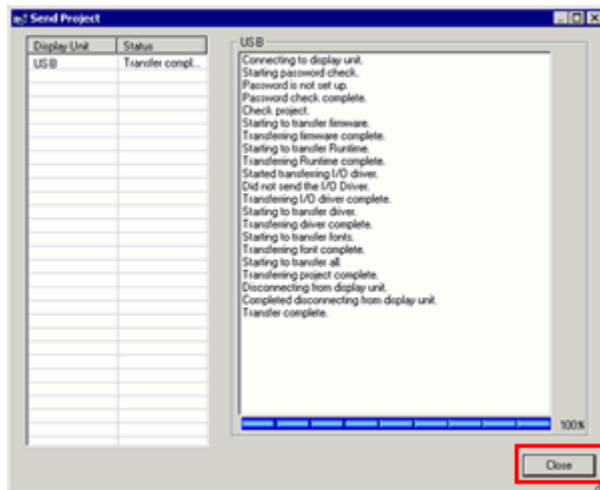 Send Project
Display Unit Status
USB Transfer compl...
USB
Connecting to display unit.
Starting password check.
Password is not set up.
Password check complete.
Check project.
Starting to transfer firmware.
Transferring firmware complete.
Starting to transfer Runtime.
Transferring Runtime complete.
Started transferring I/O driver.
Did not send the I/O Driver.
Transferring I/O driver complete.
Starting to transfer driver.
Transferring driver complete.
Starting to transfer fonts.
Transferring font complete.
Starting to transfer all.
Transferring project complete.
Disconnecting from display unit.
Completed disconnecting from display unit.
Transfer complete.
100%
Close